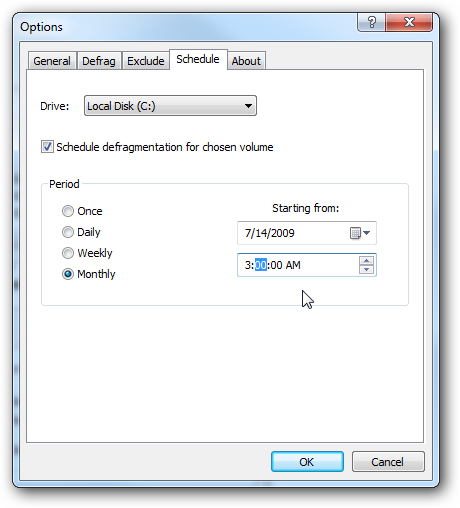 Options
General Defrag Exclude Schedule About
Drive: Local Disk (C:)
Schedule defragmentation for chosen volume
Period
Once
Daily
Weekly
Monthly
Starting from:
7/14/2009
3:00:00 AM
OK Cancel